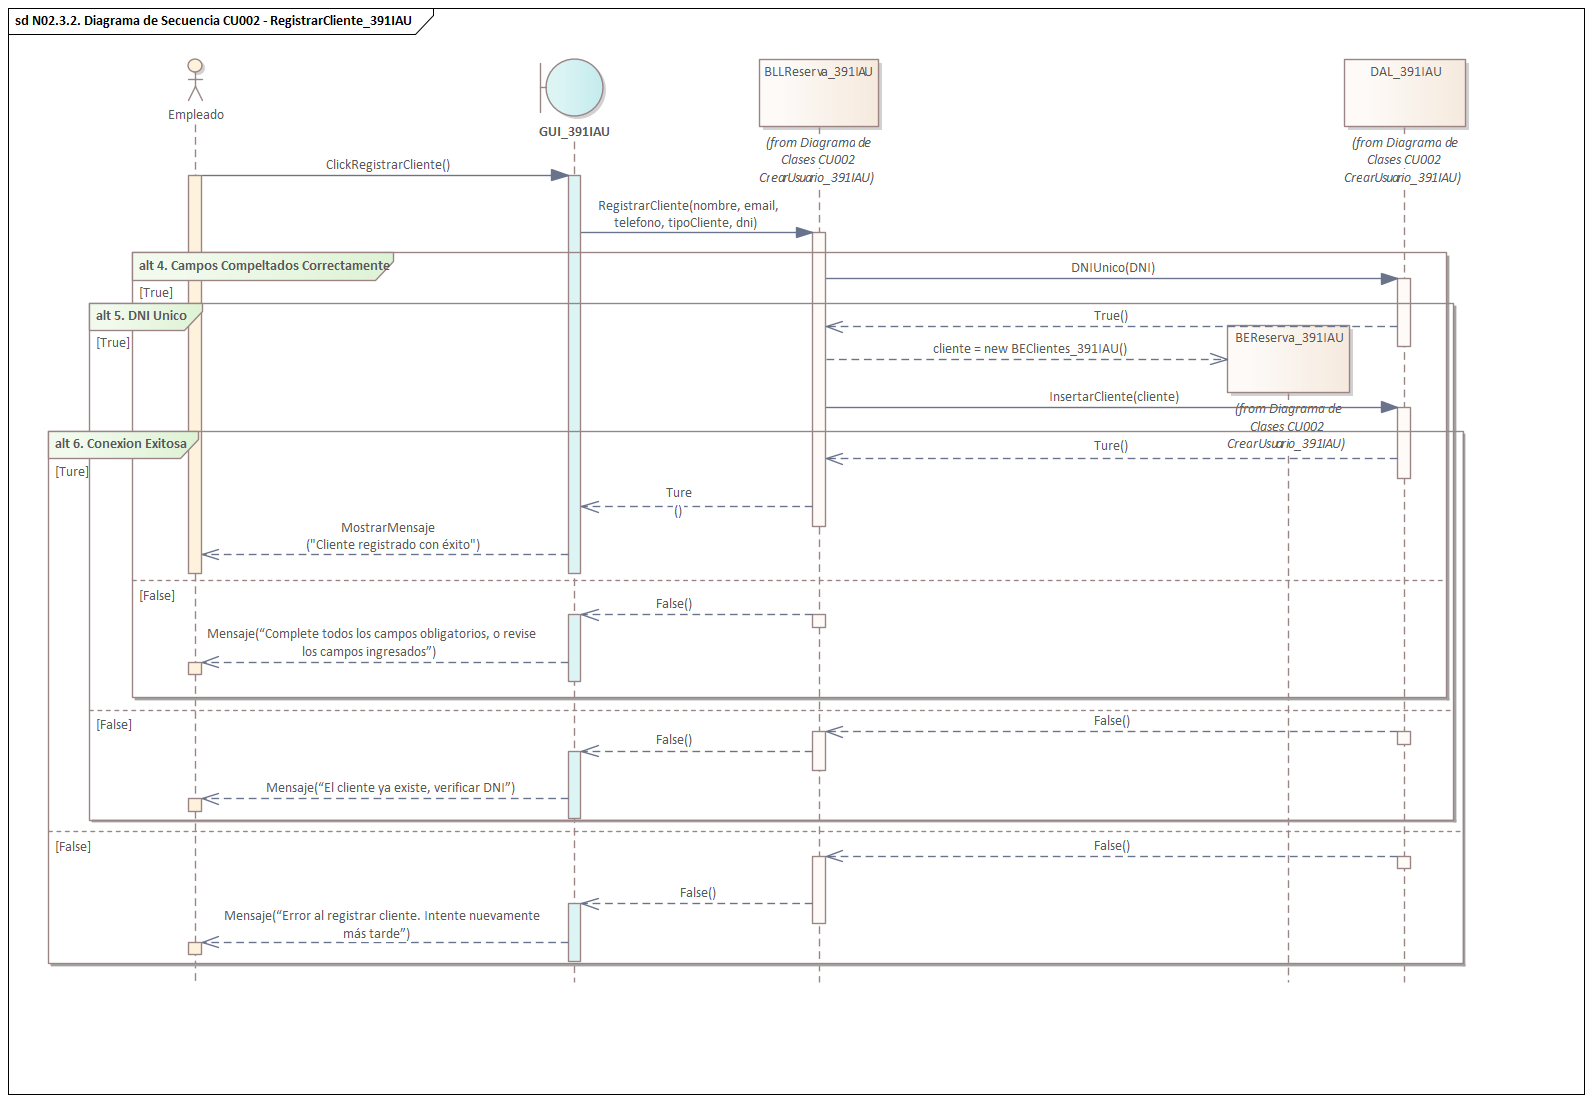 sd N02.3.2. Diagrama de Secuencia CU002 - RegistrarCliente_391IAU
Empleado
GUI_391IAU
BLLReserva_391IAU
(from Diagrama de
Clases CU002
CrearUsuario_391IAU)
DAL_391IAU
(from Diagrama de
Clases CU002
CrearUsuario_391IAU)
ClickRegistrarCliente()
RegistrarCliente(nombre, email,
telefono, tipoCliente, dni)
alt 4. Campos Compeltados Correctamente
[True]
DNIUnico(DNI)
alt 5. DNI Unico
[True]
True()
BEReserva_391IAU
(from Diagrama de
Clases CU002
CrearUsuario_391IAU)
cliente = new BEClientes_391IAU()
InsertarCliente(cliente)
alt 6. Conexion Exitosa
[Ture]
Ture()
Ture
()
MostrarMensaje
("Cliente registrado con éxito")
[False]
False()
Mensaje(“Complete todos los campos obligatorios, o revise
los campos ingresados”)
[False]
False()
False()
Mensaje(“El cliente ya existe, verificar DNI”)
[False]
False()
False()
Mensaje(“Error al registrar cliente. Intente nuevamente
más tarde”)